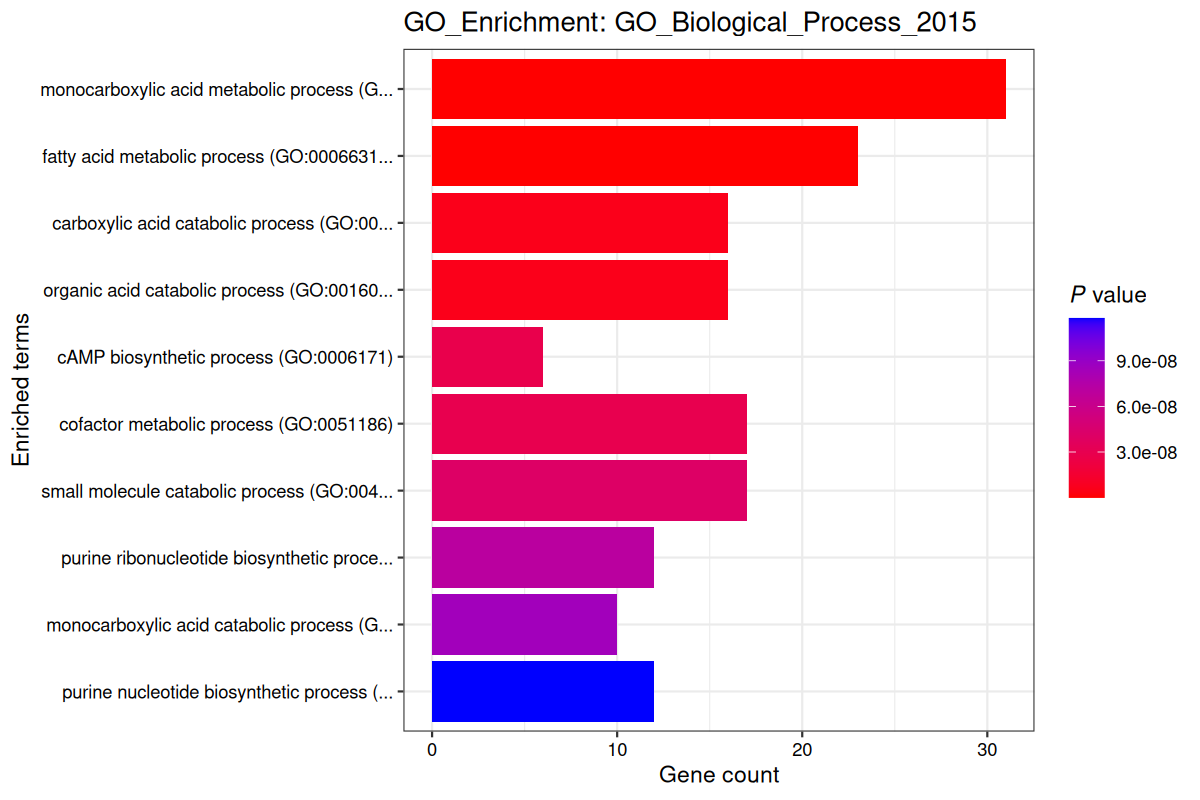 GO_Enrichment: GO_Biological_Process_2015
monocarboxylic acid metabolic process (G...
fatty acid metabolic process (GO:0006631...
carboxylic acid catabolic process (GO:00...
organic acid catabolic process (GO:00160...
cAMP biosynthetic process (GO:0006171)
cofactor metabolic process (GO:0051186)
small molecule catabolic process (GO:004...
purine ribonucleotide biosynthetic proce...
monocarboxylic acid catabolic process (G...
purine nucleotide biosynthetic process (...
Enriched terms
0 10 20 30
Gene count
P value
9.0e-08
6.0e-08
3.0e-08